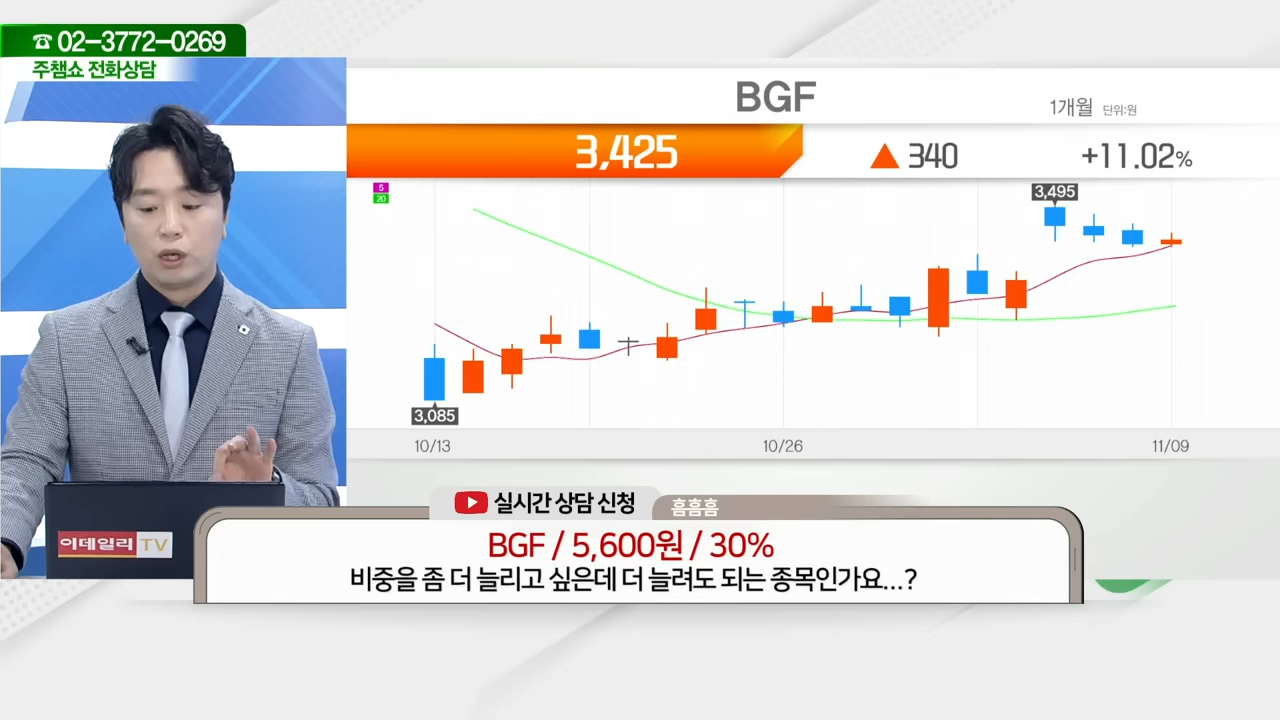 ☎ 02-3772-0269
주챔쇼 전화상담
BGF
1개월 단위:원
3,425 ▲ 340 +11.02%
5
20
3,495
3,085
10/13 10/26 11/09
실시간 상담 신청 흠흠흠
BGF / 5,600원 / 30%
비중을 좀 더 늘리고 싶은데 더 늘려도 되는 종목인가요...?
이데일리 TV